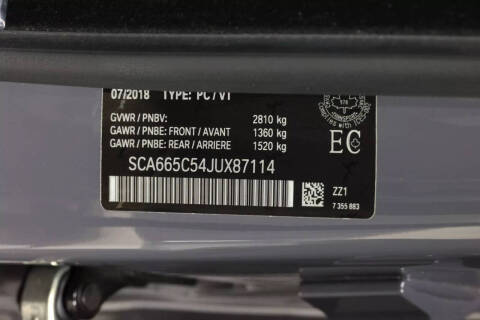 07/2018 TYPE: PC/VT
GVWR / PNBV: 2810 kg
GAWR / PNBE: FRONT / AVANT 1360 kg
GAWR / PNBE: REAR / ARRIERE 1520 kg
EC
SCA665C54JUX87114
ZZ1
7 355 883